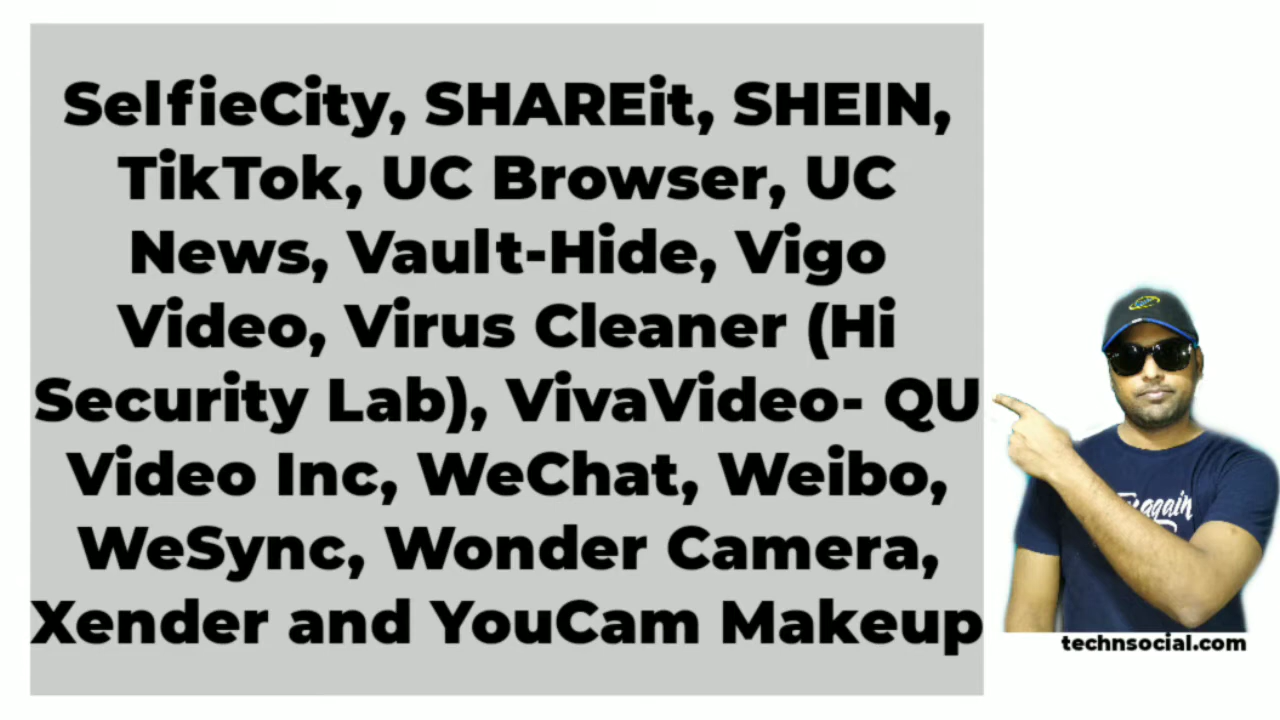 SelfieCity, SHAREit, SHEIN,
TikTok, UC Browser, UC
News, Vault-Hide, Vigo
Video, Virus Cleaner (Hi
Security Lab), VivaVideo- QU
Video Inc, WeChat, Weibo,
WeSync, Wonder Camera,
Xender and YouCam Makeup
again
technsocial.com